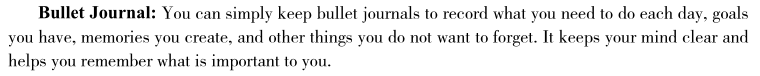 Bullet Journal: You can simply keep bullet journals to record what you need to do each day, goals
you have, memories you create, and other things you do not want to forget. It keeps your mind clear and
helps you remember what is important to you.